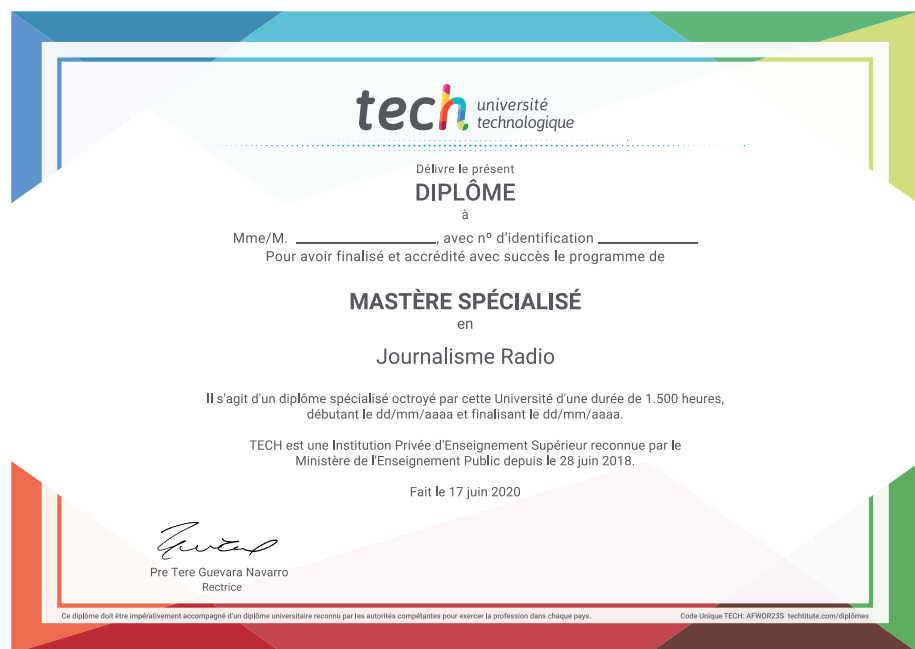 tech université
technologique
Délivre le présent
DIPLÔME
à
Mme/M. ____________, avec nº d'identification ____________
Pour avoir finalisé et accrédité avec succès le programme de
MASTÈRE SPÉCIALISÉ
en
Journalisme Radio
Il s'agit d'un diplôme spécialisé octroyé par cette Université d'une durée de 1.500 heures,
débutant le dd/mm/aaaa et finalisant le dd/mm/aaaa.
TECH est une Institution Privée d'Enseignement Supérieur reconnue par le
Ministère de l'Enseignement Public depuis le 28 juin 2018.
Fait le 17 juin 2020
Pre Tere Guevara Navarro
Rectrice
Ce diplôme doit être impérativement accompagné d'un diplôme universitaire reconnu par les autorités compétantes pour exercer la profession dans chaque pays. Code Unique TECH: AFWOR23S techtitute.com/diplômes